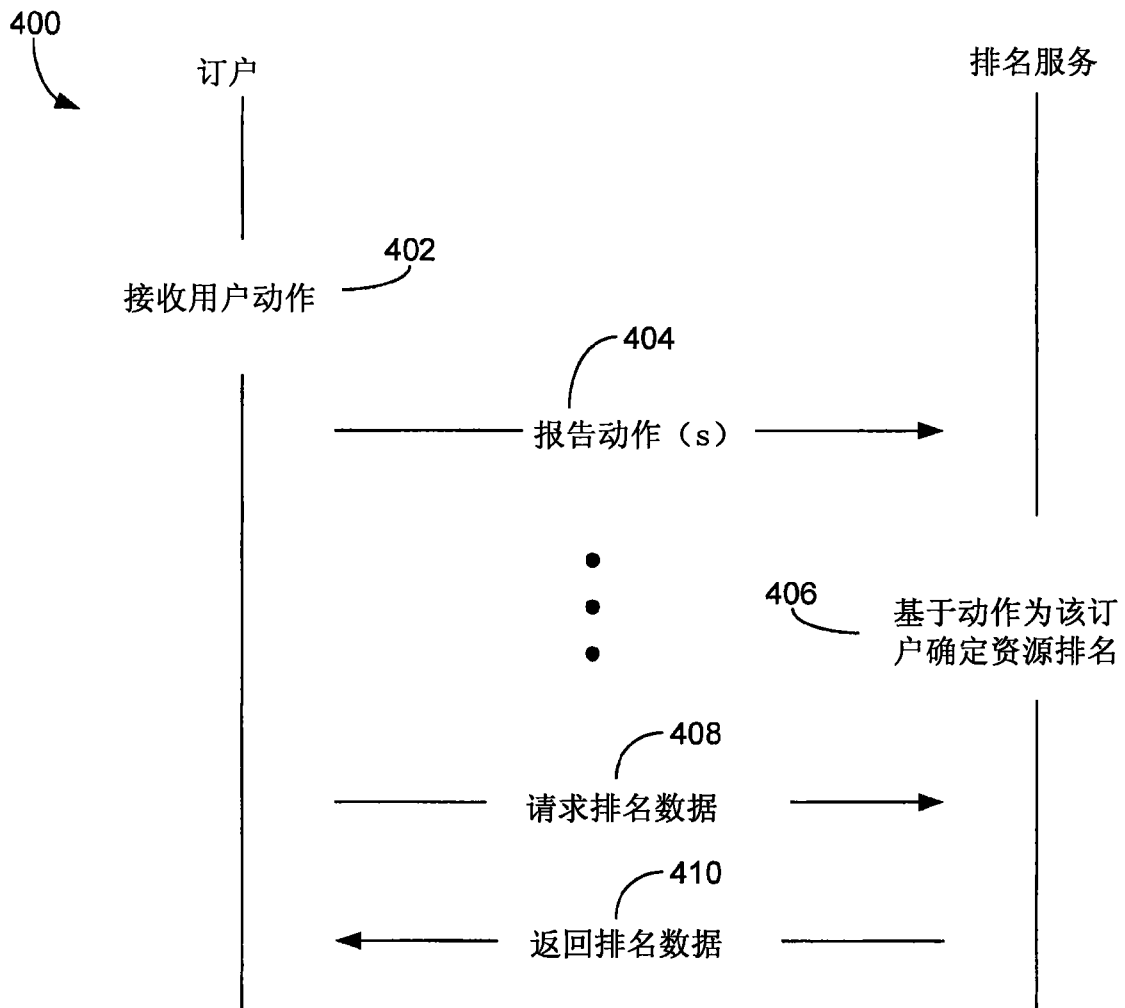 400
订户
排名服务
402
接收用户动作
404
报告动作（s）
406
基于动作为该订
户确定资源排名
408
请求排名数据
410
返回排名数据